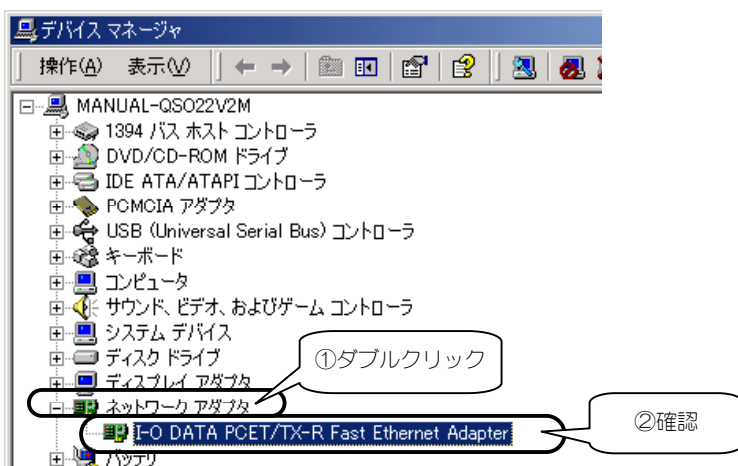 デバイス マネージャ
操作(A) 表示(V)
MANUAL-QSO22V2M
1394 バス ホスト コントローラ
DVD/CD-ROM ドライブ
IDE ATA/ATAPI コントローラ
PCMCIA アダプタ
USB (Universal Serial Bus) コントローラ
キーボード
コンピュータ
サウンド、ビデオ、およびゲーム コントローラ
システム デバイス
ディスク ドライブ
①ダブルクリック
ディスプレイ アダプタ
ネットワーク アダプタ
②確認
I-O DATA PCET/TX-R Fast Ethernet Adapter
バッテリ